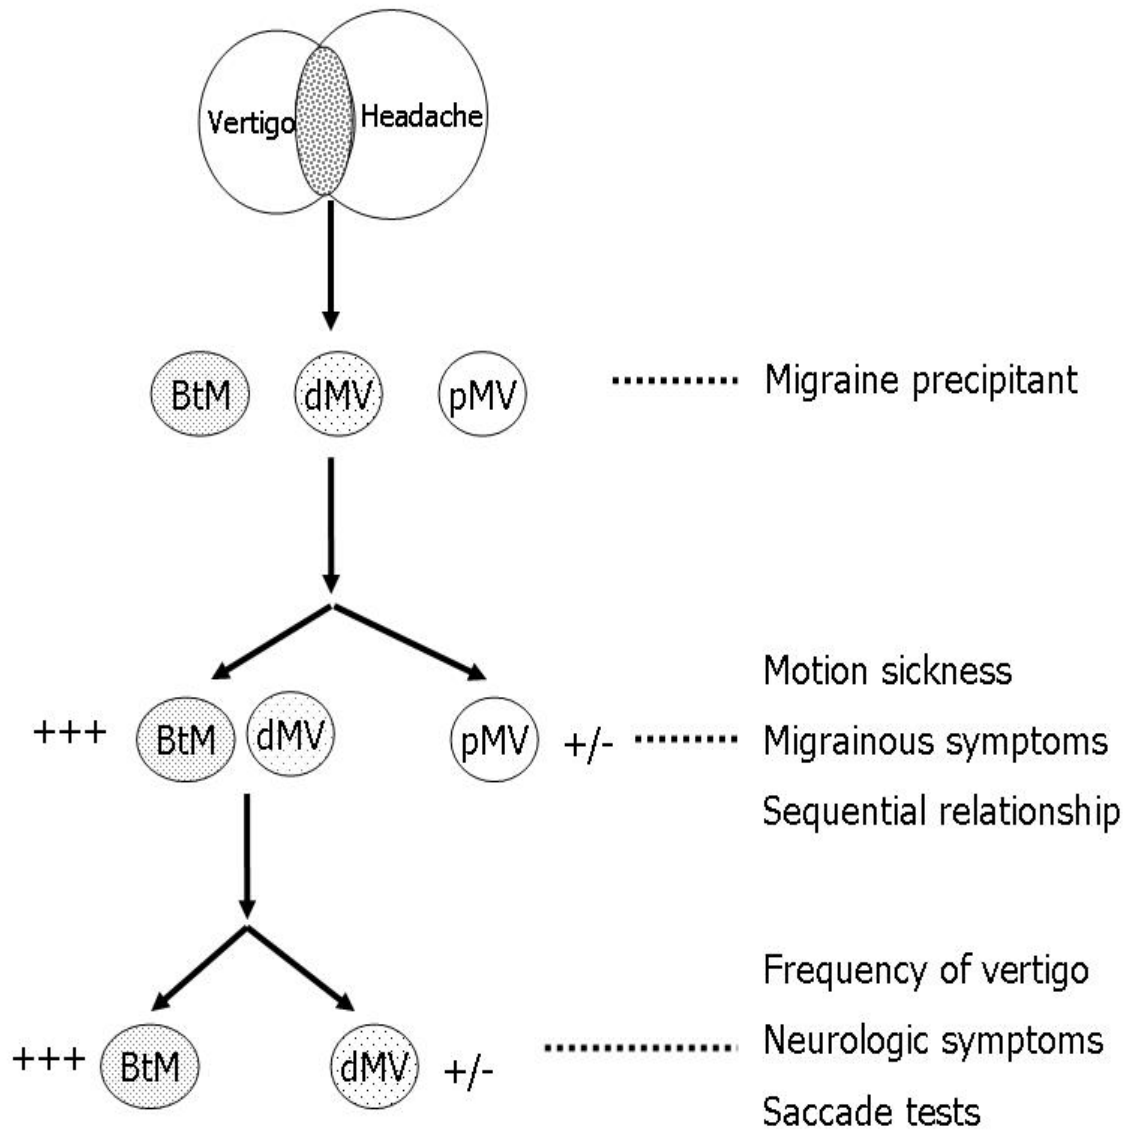 Vertigo Headache
BtM dMV pMV Migraine precipitant
Motion sickness
+++ BtM dMV pMV +/- Migrainous symptoms
Sequential relationship
Frequency of vertigo
+++ BtM dMV +/- Neurologic symptoms
Saccade tests